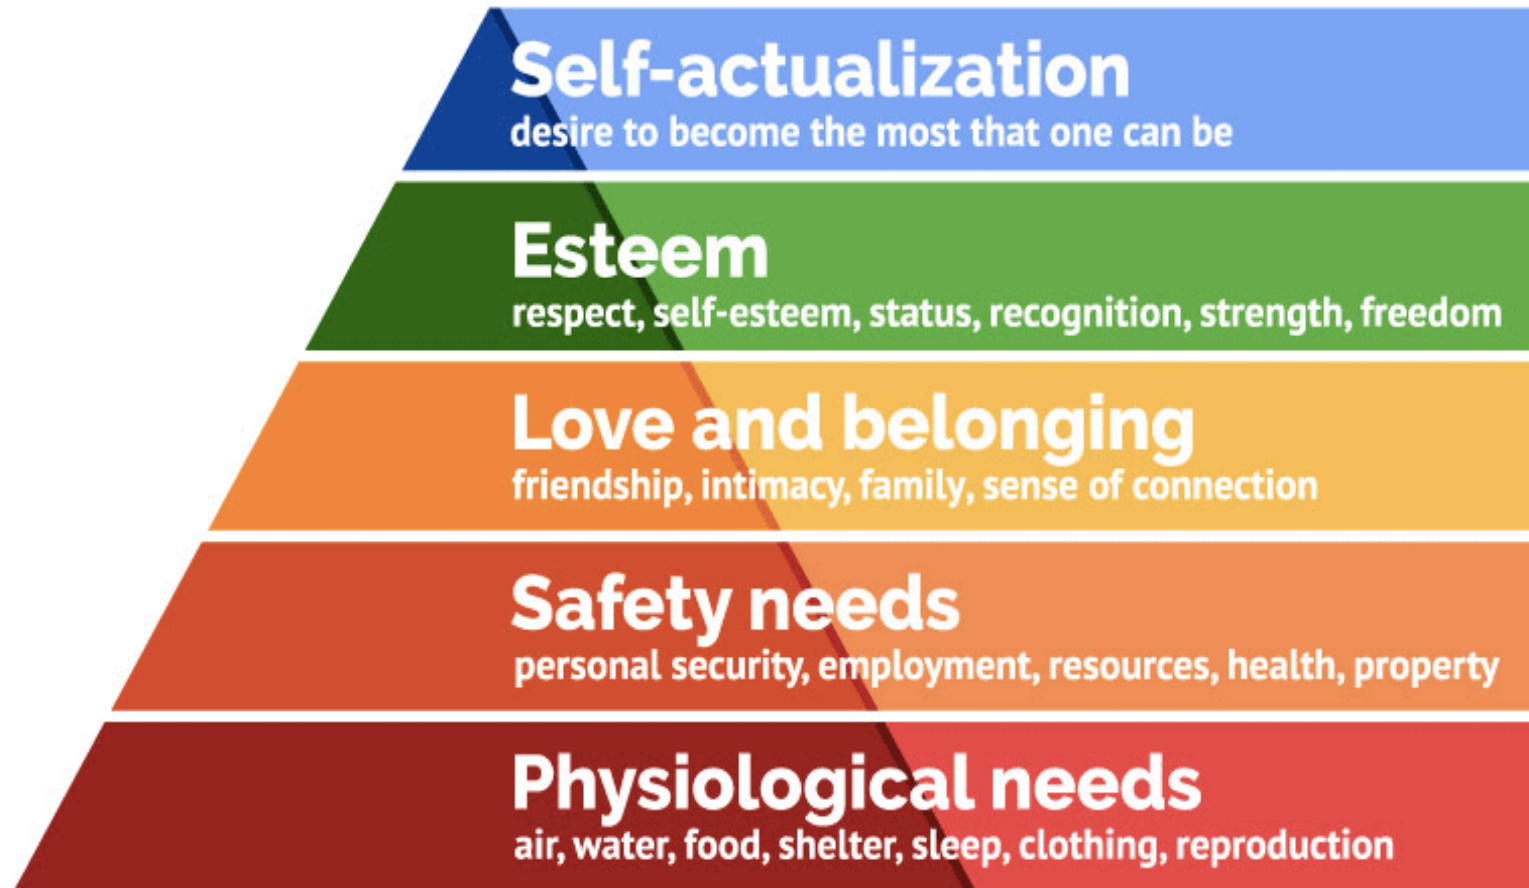 Self-actualization
desire to become the most that one can be
Esteem
respect, self-esteem, status, recognition, strength, freedom
Love and belonging
friendship, intimacy, family, sense of connection
Safety needs
personal security, employment, resources, health, property
Physiological needs
air, water, food, shelter, sleep, clothing, reproduction